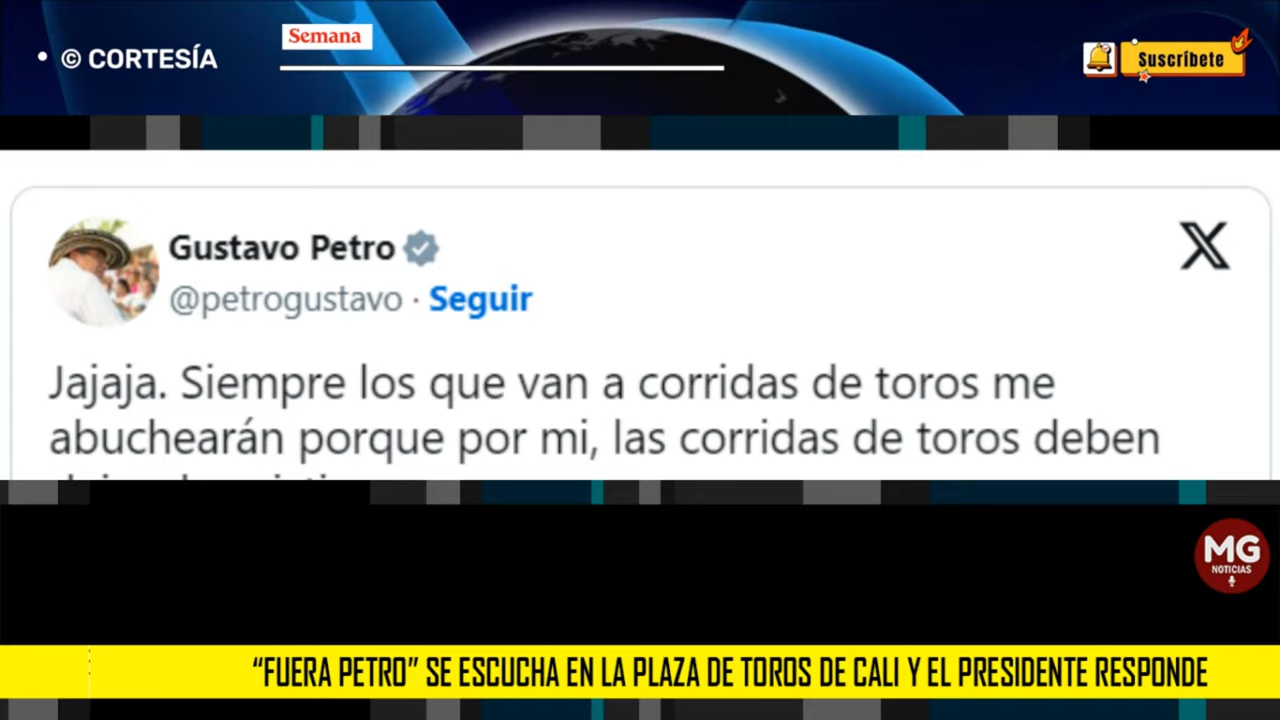 • © CORTESÍA
Semana
Suscríbete
Gustavo Petro
@petrogustavo · Seguir
Jajaja. Siempre los que van a corridas de toros me
abuchearán porque por mi, las corridas de toros deben
MG
NOTICIAS
“FUERA PETRO” SE ESCUCHA EN LA PLAZA DE TOROS DE CALI Y EL PRESIDENTE RESPONDE